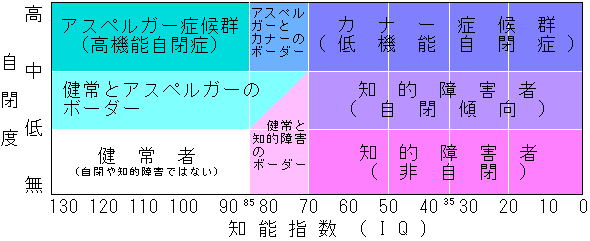 高
中
低
無
自閉度
アスペルガー症候群
（高機能自閉症）
アスペル
ガーと
カナーの
ボーダー
カナー症候群
（低機能自閉症）
健常とアスペルガーの
ボーダー
知的障害者
（自閉傾向）
健常者
（自閉や知的障害ではない）
健常と
知的障害
の
ボーダー
知的障害者
（非自閉）
130 120 110 100 90 85 80 70 60 50 40 35 30 20 10 0
知能指数（ＩＱ）